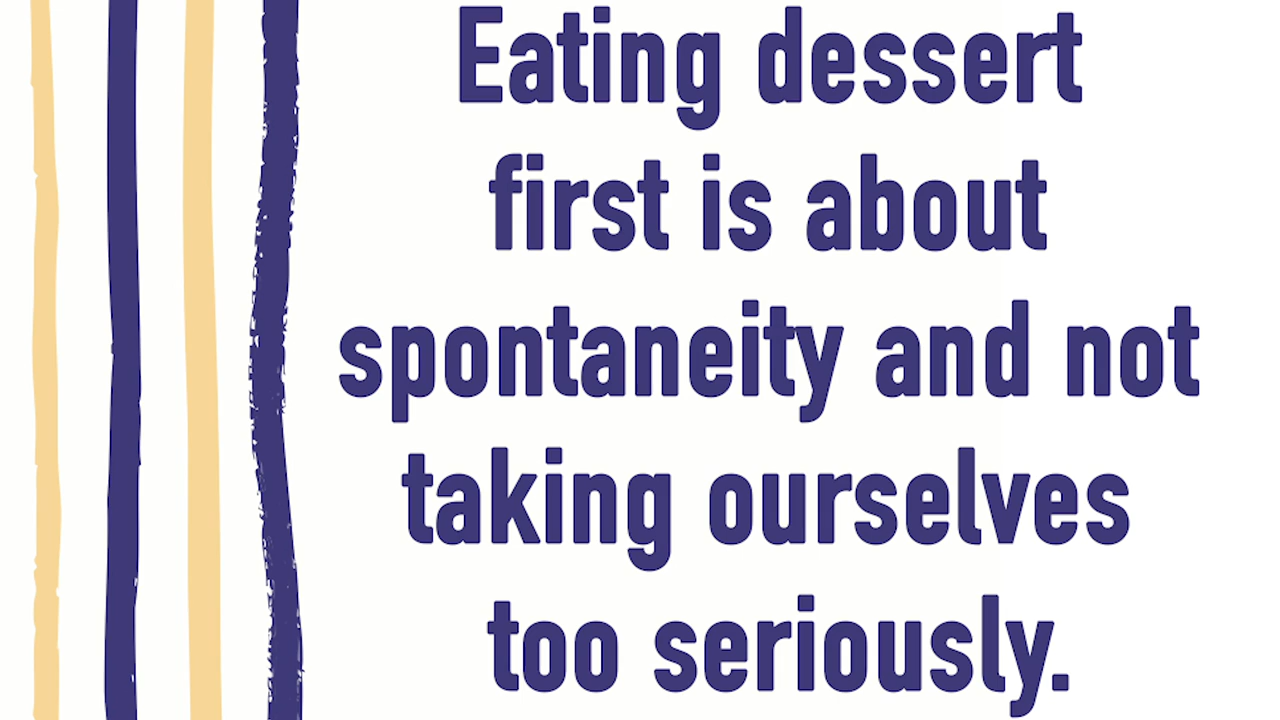 Eating dessert
first is about
spontaneity and not
taking ourselves
too seriously.